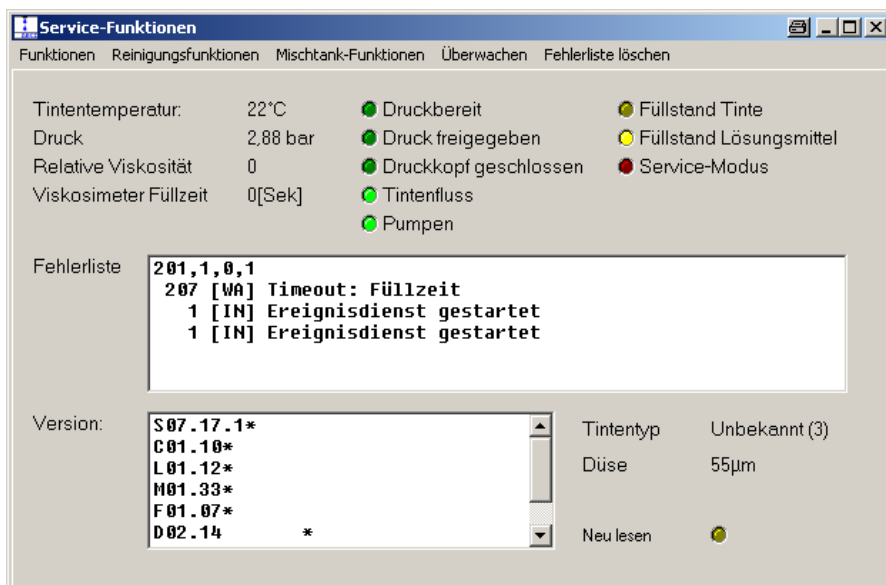 Service-Funktionen
Funktionen Reinigungsfunktionen Mischtank-Funktionen Überwachen Fehlerliste löschen
Tintentemperatur: 22°C Druckbereit Füllstand Tinte
Druck 2,88 bar Druck freigegeben Füllstand Lösungsmittel
Relative Viskosität 0 Druckkopf geschlossen Service-Modus
Viskosimeter Füllzeit 0[Sek] Tintenfluss
Pumpen
Fehlerliste 201,1,0,1
207 [WA] Timeout: Füllzeit
1 [IN] Ereignisdienst gestartet
1 [IN] Ereignisdienst gestartet
Version: S07.17.1* Tintentyp Unbekannt (3)
C01.10*
L01.12* Düse 55µm
M01.33*
F01.07*
D02.14 * Neu lesen